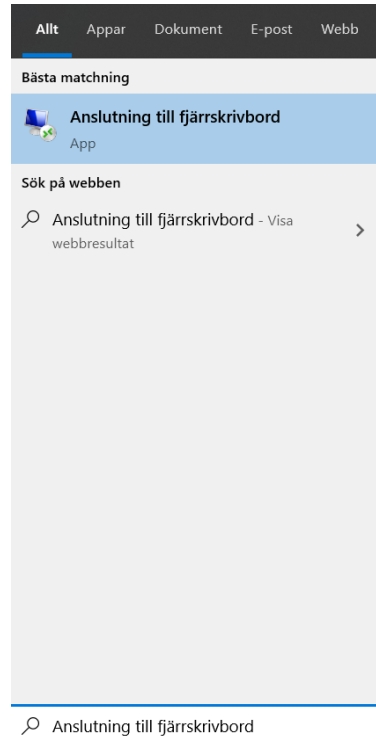 Allt Appar Dokument E-post Webb
Bästa matchning
Anslutning till fjärrskrivbord
App
Sök på webben
Anslutning till fjärrskrivbord - Visa
webbresultat
Anslutning till fjärrskrivbord